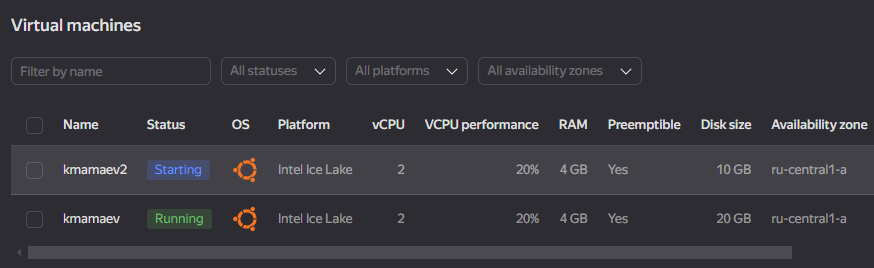 Virtual machines
Filter by name All statuses All platforms All availability zones
Name Status OS Platform vCPU VCPU performance RAM Preemptible Disk size Availability zone
kmamaev2 Starting Intel Ice Lake 2 20% 4 GB Yes 10 GB ru-central1-a
kmamaev Running Intel Ice Lake 2 20% 4 GB Yes 20 GB ru-central1-a